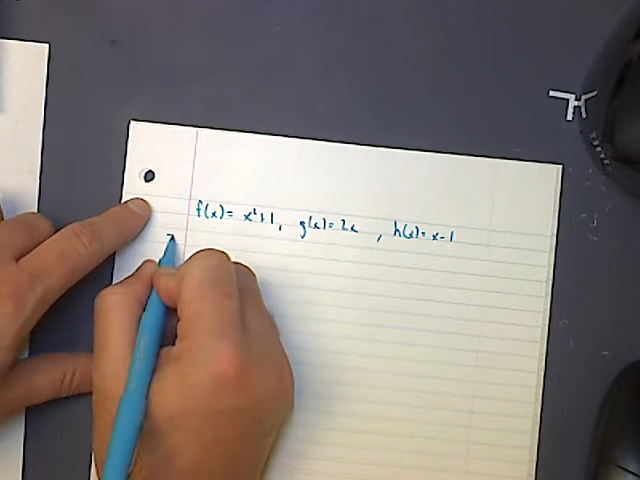 f(x) = x²+1, g(x) = 2x , h(x) = x-1